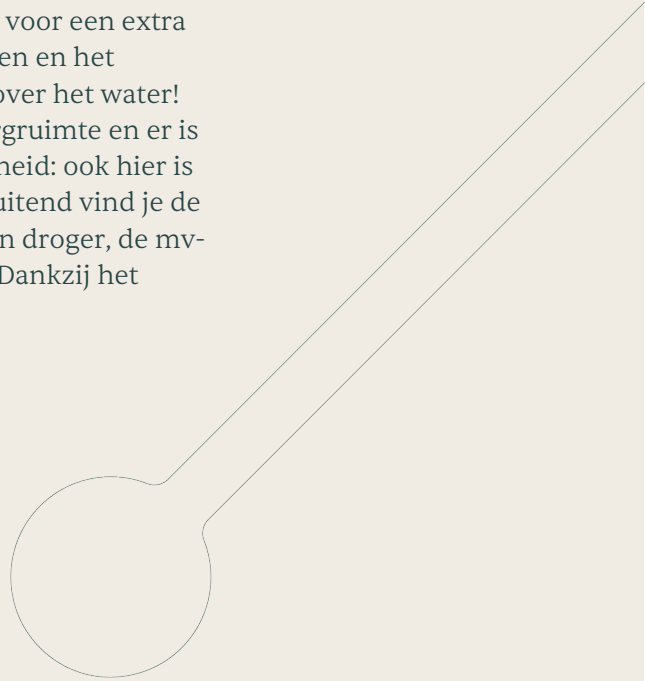 voor een extra
en en het
over het water!
gruimte en er is
heid: ook hier is
uitend vind je de
n droger, de mv-
Dankzij het